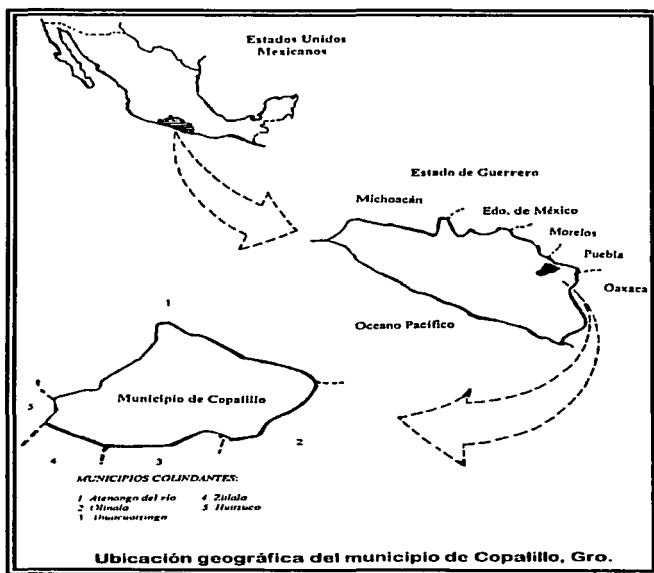 Estados Unidos
Mexicanos
Estado de Guerrero
Michoacán
Edo. de México
Morelos
Puebla
Oaxaca
Oceano Pacífico
1
Municipio de Copalillo
5
4
3
2
MUNICIPIOS COLINDANTES:
1 Atenango del río
4 Zitlala
2 Olinala
5 Huitzuco
3
Ubicación geográfica del municipio de Copalillo, Gro.